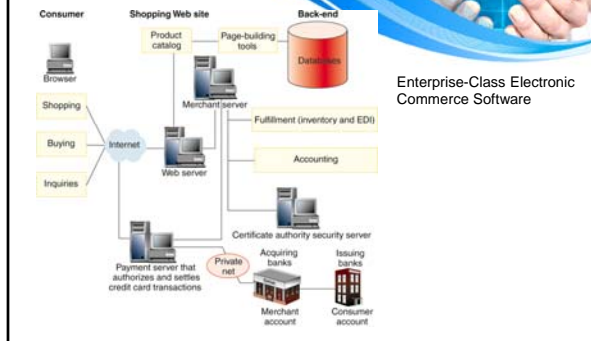 Consumer
Shopping Web site
Back-end
Product
catalog
Page-building
tools
Databases
Browser
Merchant server
Enterprise-Class Electronic
Commerce Software
Shopping
Fulfillment (inventory and EDI)
Buying
Internet
Accounting
Web server
Inquiries
Certificate authority security server
Private
net
Acquiring
banks
Issuing
banks
Payment server that
authorizes and settles
credit card transactions
Merchant
account
Consumer
account